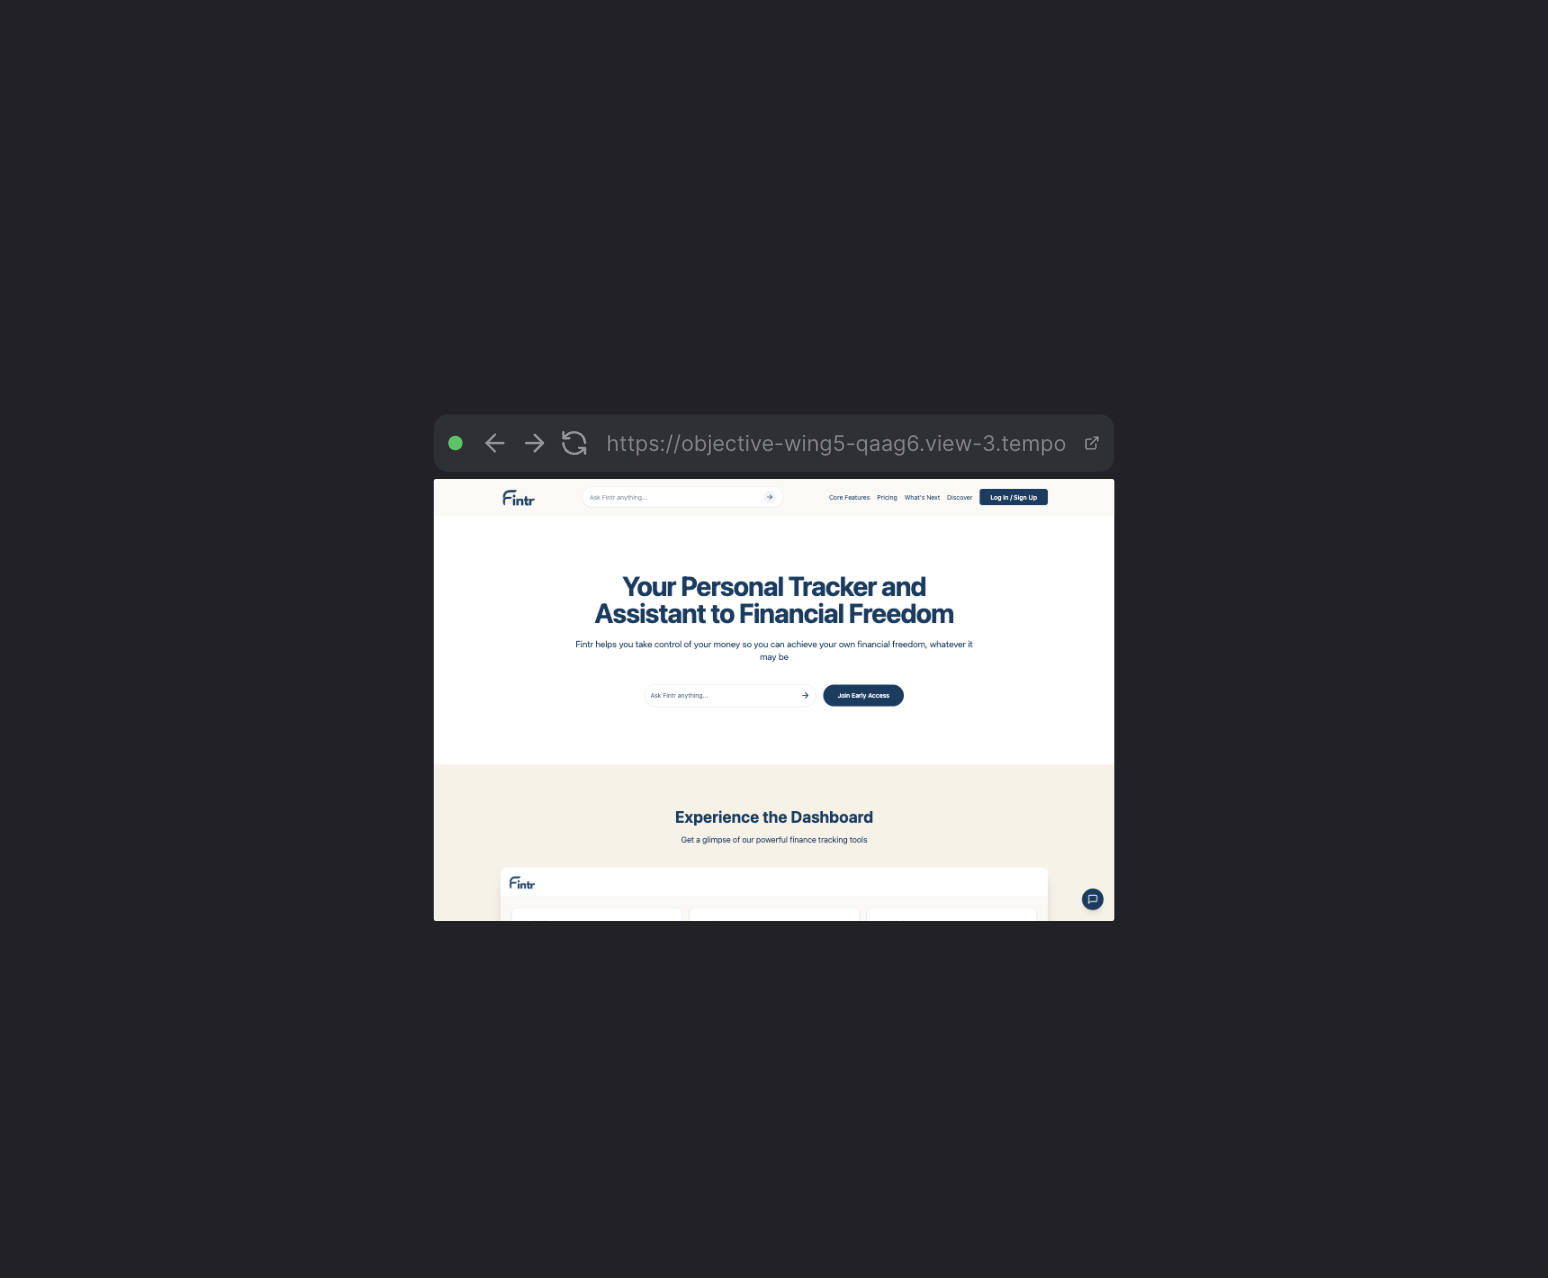 https://objective-wing5-qaag6.view-3.tempo
Fintr
Ask Fintr anything...
Core Features
Pricing
What's Next
Discover
Log In / Sign Up
Your Personal Tracker and
Assistant to Financial Freedom
Fintr helps you take control of your money so you can achieve your own financial freedom, whatever it
may be
Ask Fintr anything...
Join Early Access
Experience the Dashboard
Get a glimpse of our powerful finance tracking tools
Fintr